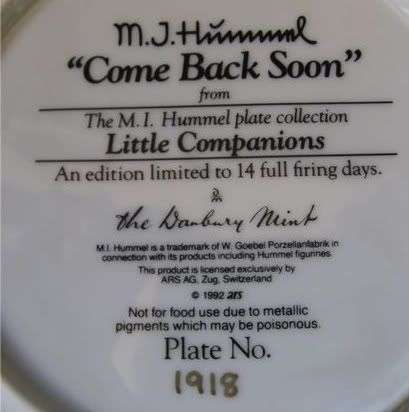 M.J. Hummel
"Come Back Soon"
from
The M.I. Hummel plate collection
Little Companions
An edition limited to 14 full firing days.
The Danbury Mint
M.I. Hummel is a trademark of W. Goebel Porzellanfabrik in
connection with its products including Hummel figurines
This product is licensed exclusively by
ARS AG, Zug, Switzerland
© 1992 ars
Not for food use due to metallic
pigments which may be poisonous.
Plate No.
1918